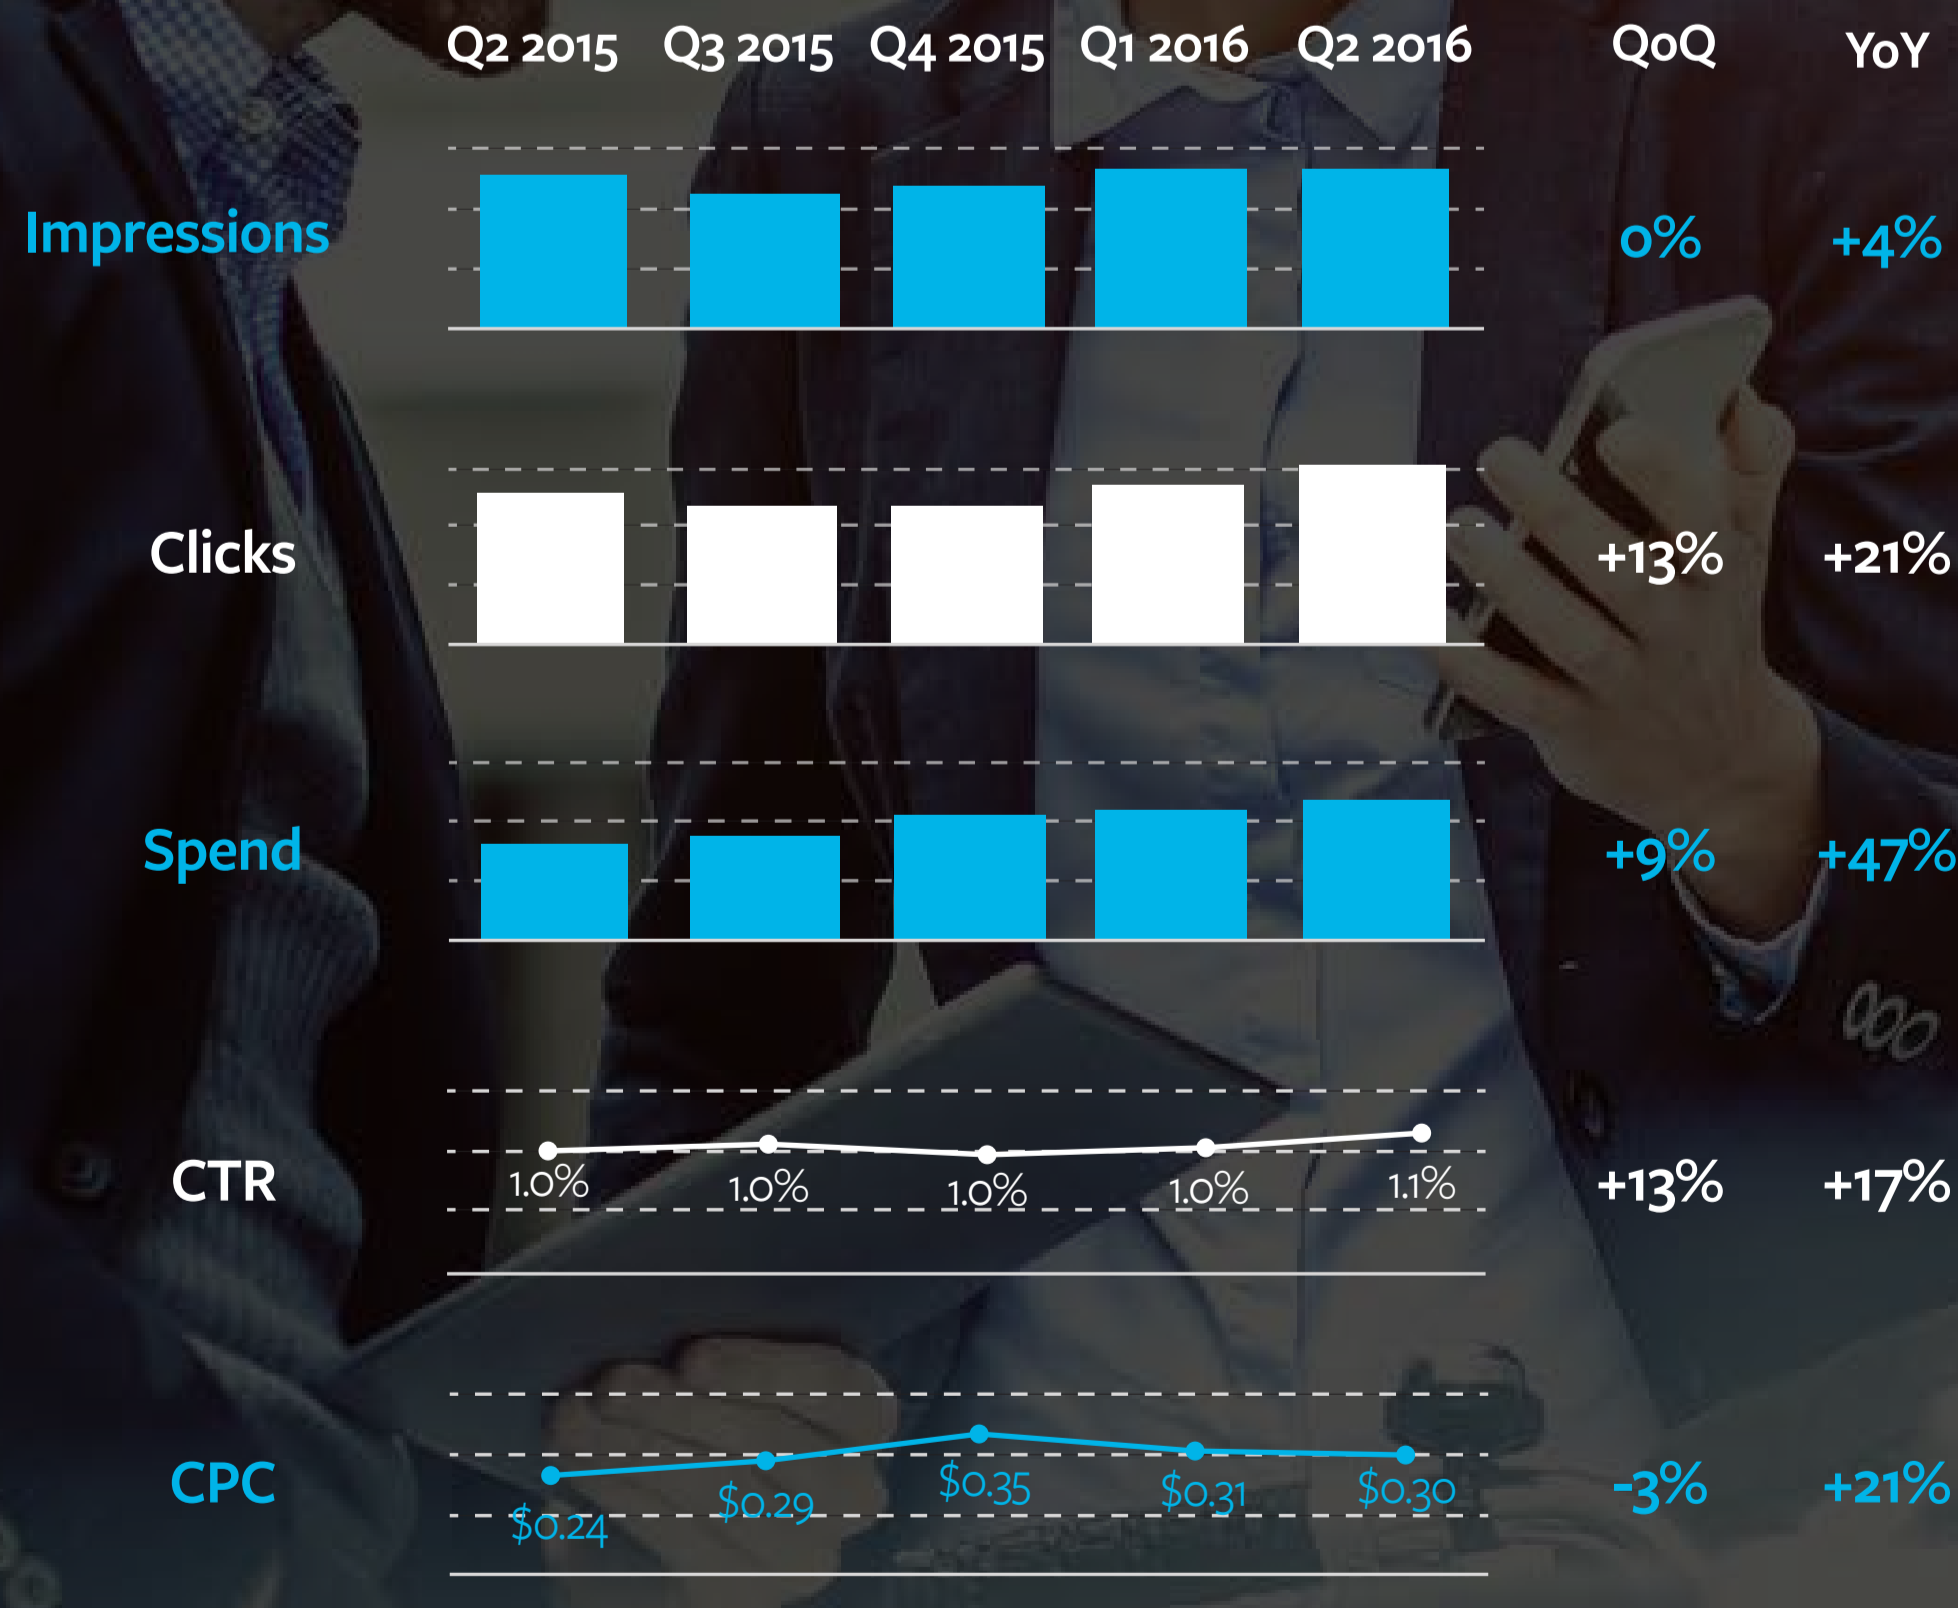 Q2 2015 Q3 2015 Q4 2015 Q1 2016 Q2 2016 QoQ YoY
Impressions 0% +4%
Clicks +13% +21%
Spend +9% +47%
CTR 1.0% 1.0% 1.0% 1.0% 1.1% +13% +17%
CPC $0.24 $0.29 $0.35 $0.31 $0.30 -3% +21%